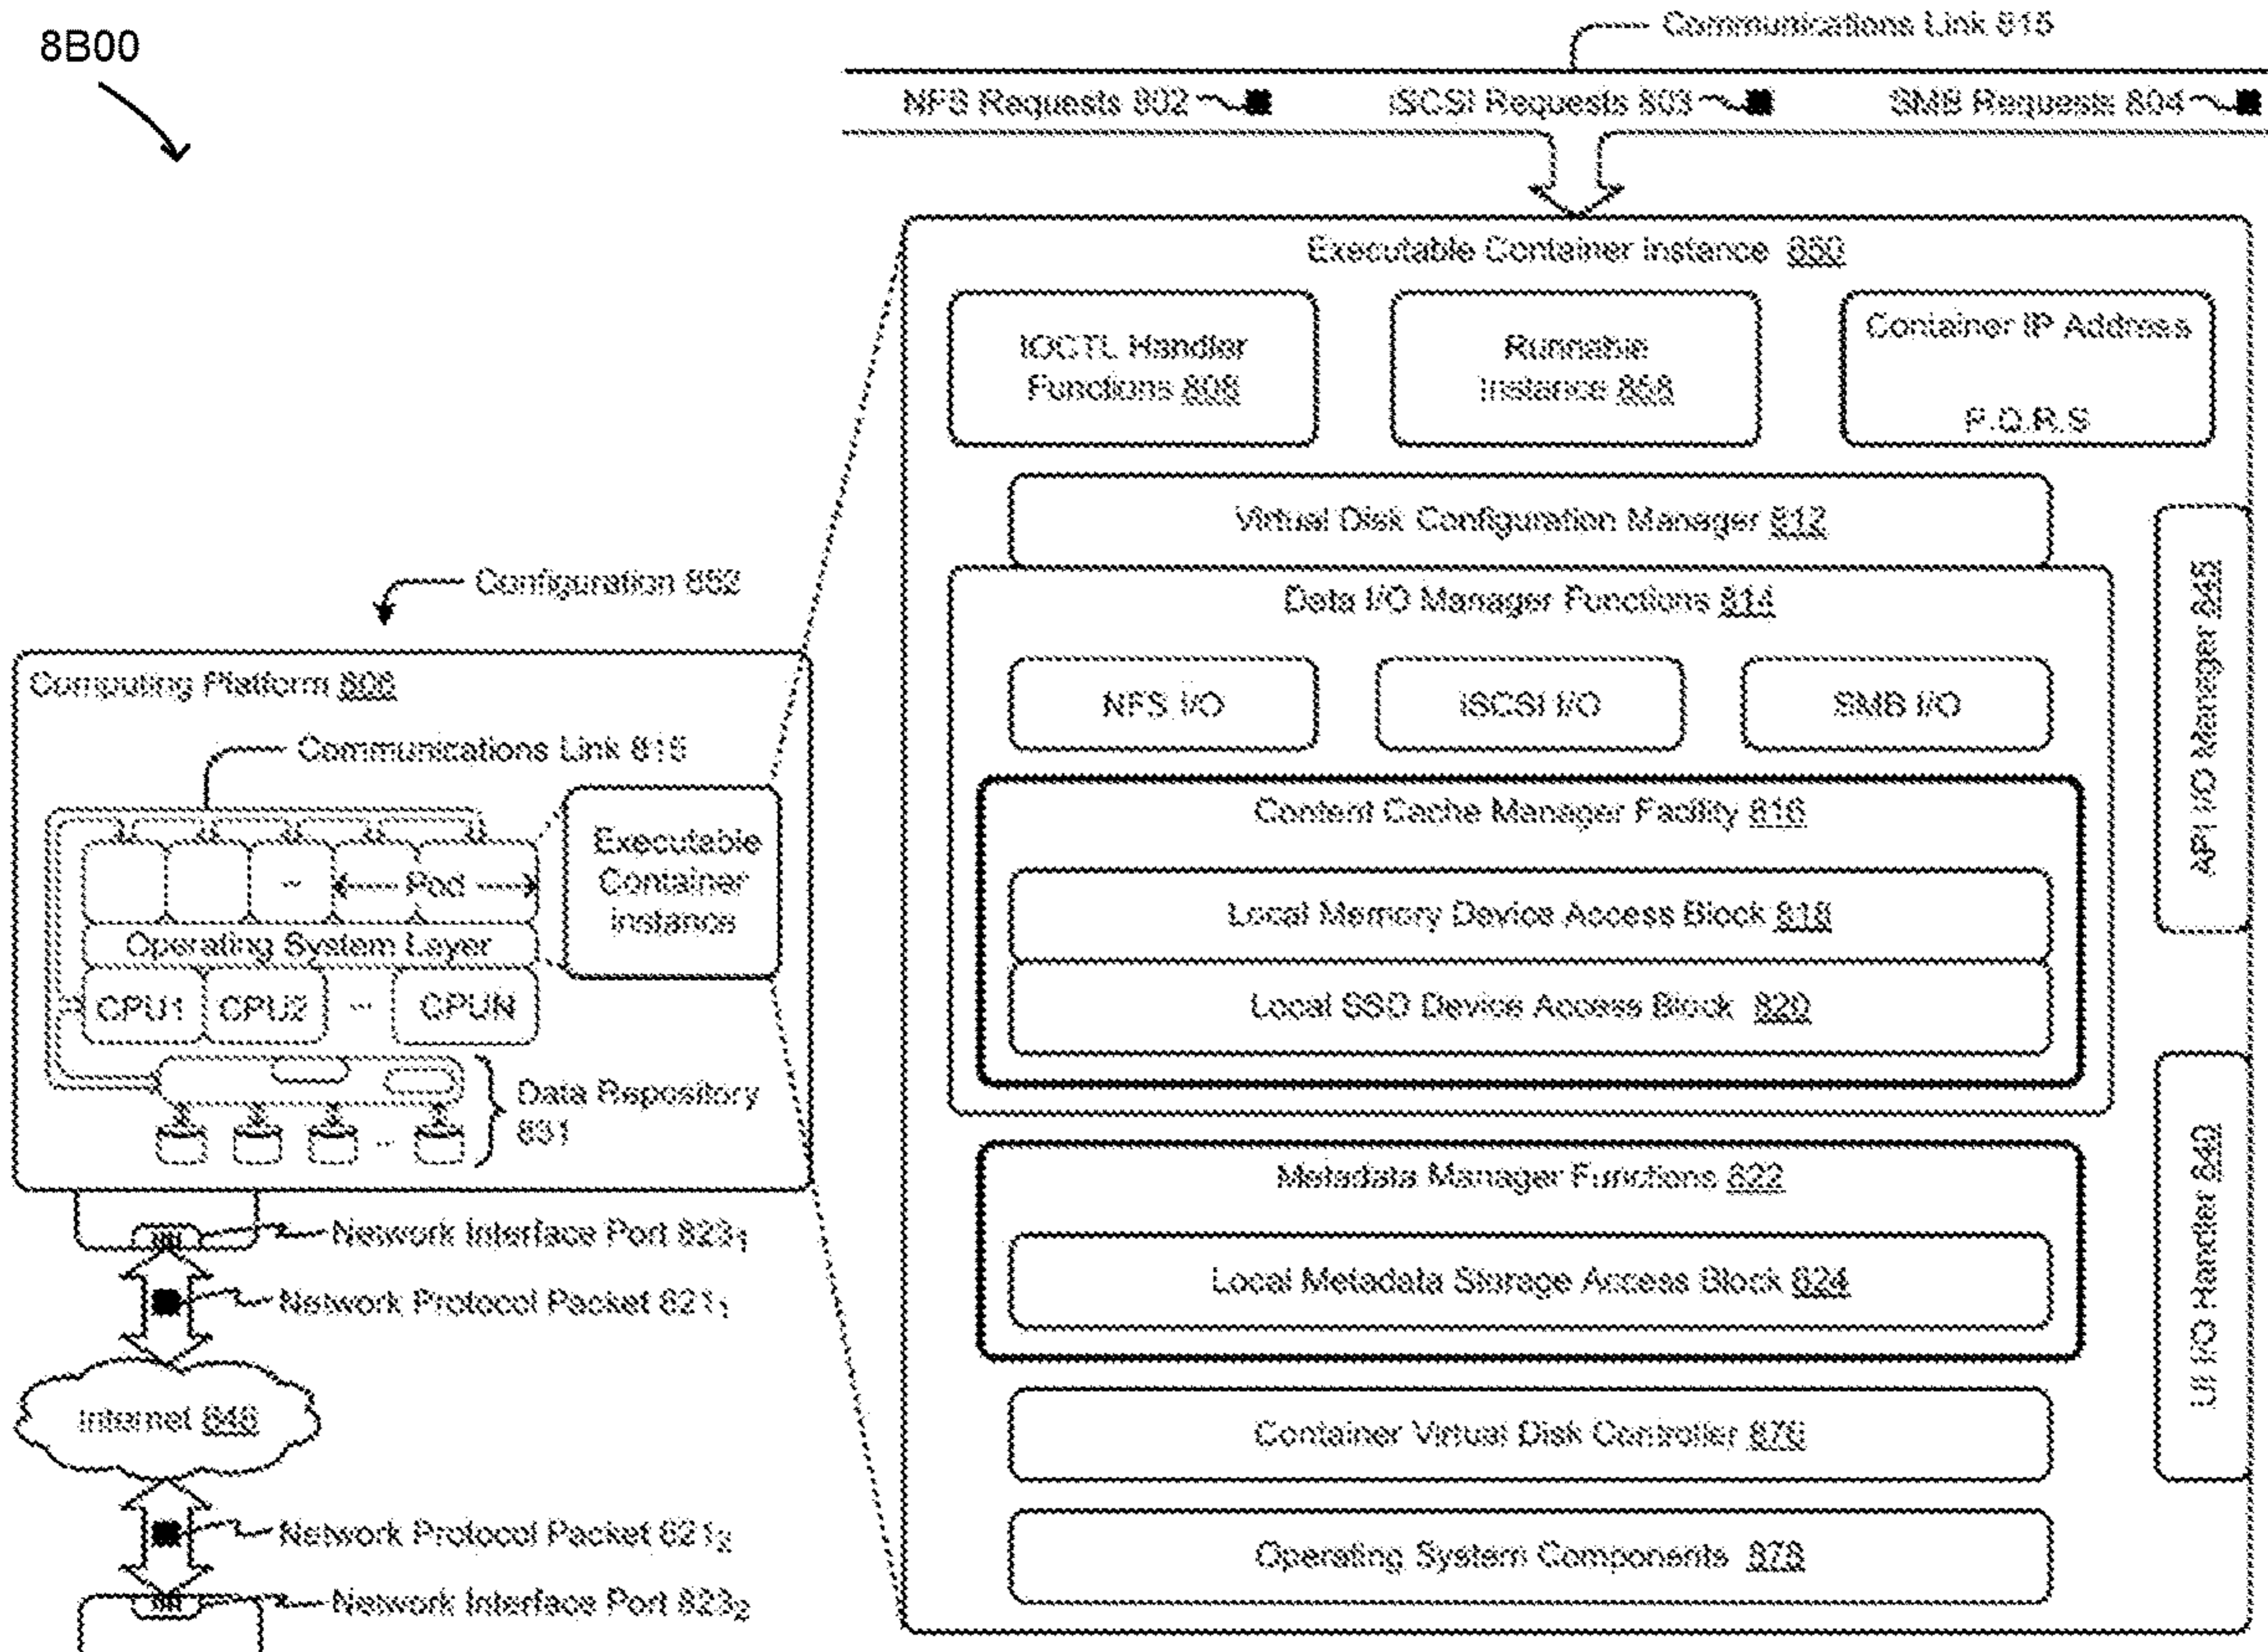 8B00
Communications Link 815
NFS Requests 802
iSCSI Requests 803
SMB Requests 804
Executable Container Instance 850
IOCTL Handler
Functions 808
Runnable
Instance 858
Container IP Address
P.Q.R.S
Virtual Disk Configuration Manager 812
Configuration 852
Data I/O Manager Functions 814
API I/O Manager 845
Computing Platform 806
NFS I/O
iSCSI I/O
SMB I/O
Communications Link 815
Content Cache Manager Facility 816
Executable
Container
Instance
...
Pod
Local Memory Device Access Block 818
Operating System Layer
CPU1
CPU2
...
CPUN
Local SSD Device Access Block 820
Data Repository
831
...
UI I/O Handler 840
Metadata Manager Functions 822
Network Interface Port 823₁
Local Metadata Storage Access Block 824
Network Protocol Packet 821₁
Internet 848
Container Virtual Disk Controller 876
Network Protocol Packet 821₂
Operating System Components 878
Network Interface Port 823₂